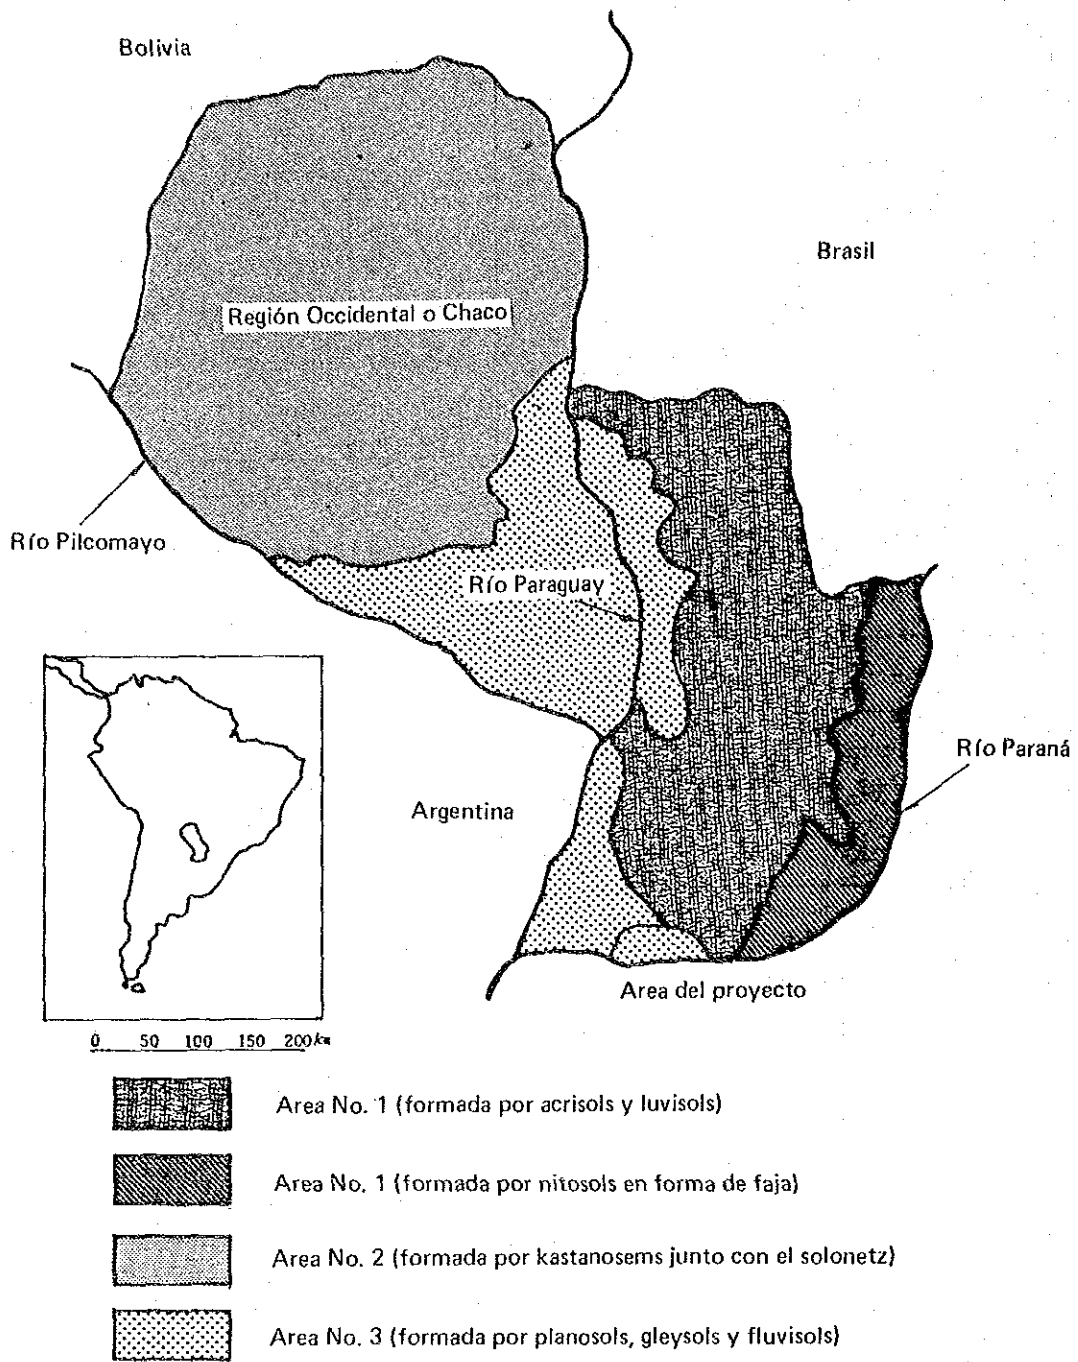 Bolivia
Brasil
Región Occidental o Chaco
Río Pilcomayo
Río Paraguay
Río Paraná
Argentina
Area del proyecto
0 50 100 150 200 km
Area No. 1 (formada por acrisols y luvisols)
Area No. 1 (formada por nitosols en forma de faja)
Area No. 2 (formada por kastanosems junto con el solonetz)
Area No. 3 (formada por planosols, gleysols y fluvisols)